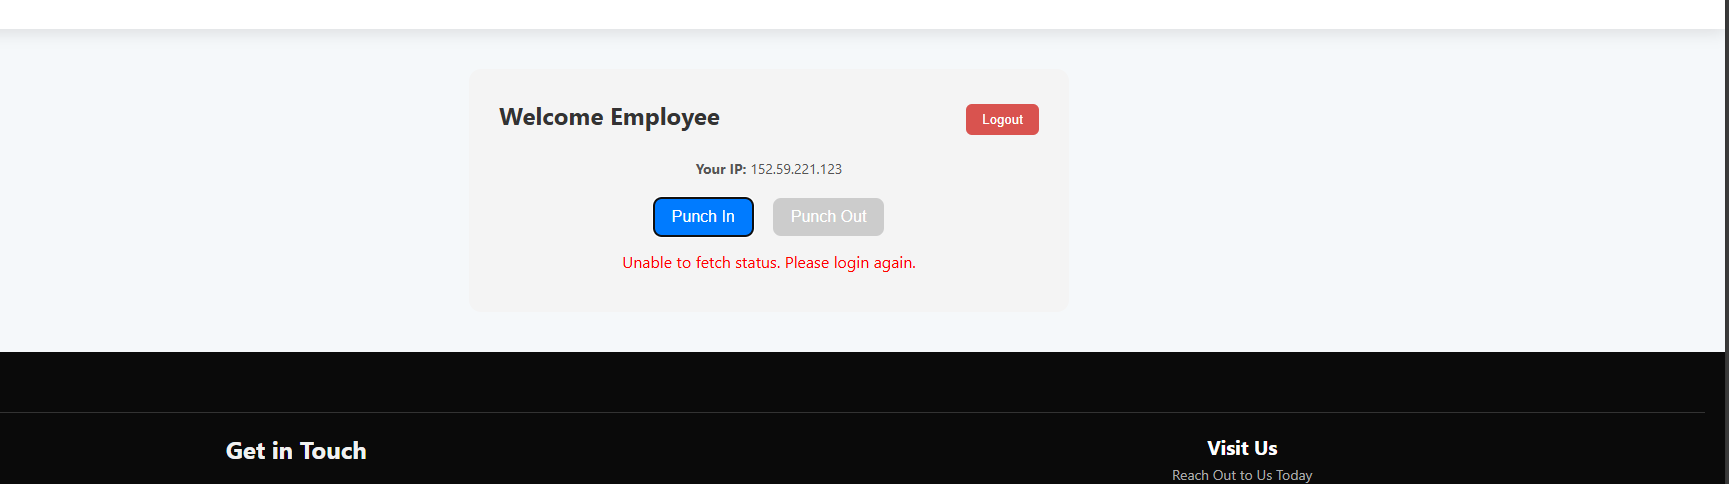 Welcome Employee
Logout
Your IP: 152.59.221.123
Punch In
Punch Out
Unable to fetch status. Please login again.
Get in Touch
Visit Us
Reach Out to Us Today